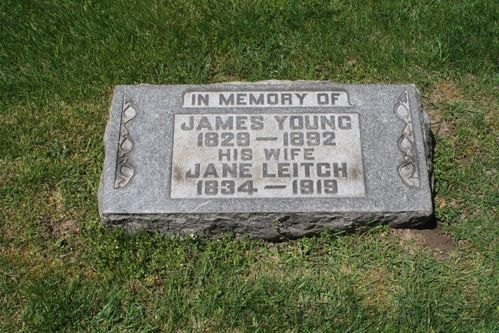 IN MEMORY OF
JAMES YOUNG
1829 — 1892
HIS WIFE
JANE LEITCH
1834 — 1919